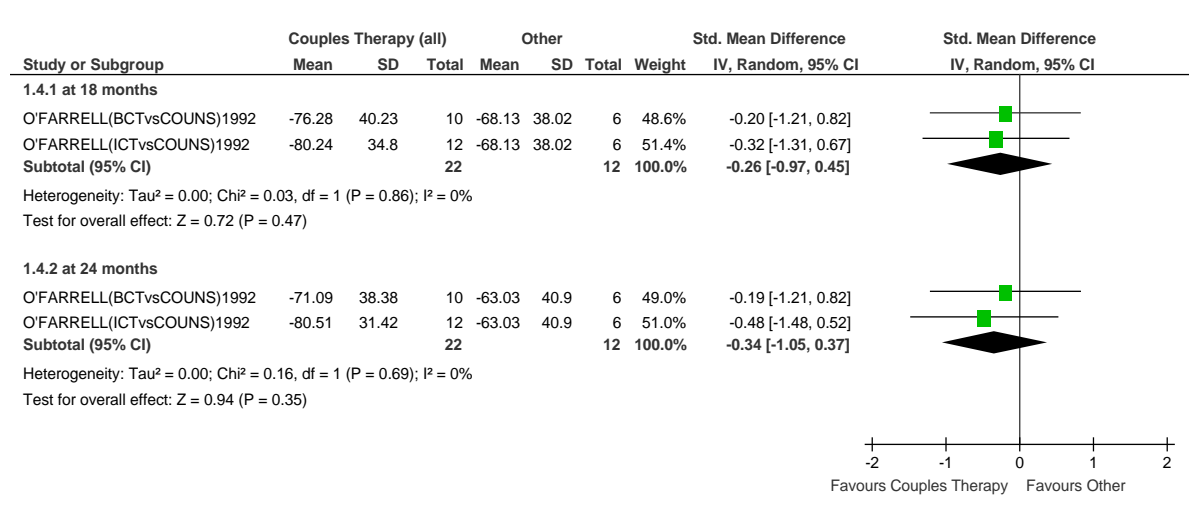 Couples Therapy (all) Other Std. Mean Difference Std. Mean Difference
Study or Subgroup Mean SD Total Mean SD Total Weight IV, Random, 95% CI IV, Random, 95% CI
1.4.1 at 18 months
O'FARRELL(BCTvsCOUNS)1992 -76.28 40.23 10 -68.13 38.02 6 48.6% -0.20 [-1.21, 0.82]
O'FARRELL(ICTvsCOUNS)1992 -80.24 34.8 12 -68.13 38.02 6 51.4% -0.32 [-1.31, 0.67]
Subtotal (95% CI) 22 12 100.0% -0.26 [-0.97, 0.45]
Heterogeneity: Tau² = 0.00; Chi² = 0.03, df = 1 (P = 0.86); I² = 0%
Test for overall effect: Z = 0.72 (P = 0.47)
1.4.2 at 24 months
O'FARRELL(BCTvsCOUNS)1992 -71.09 38.38 10 -63.03 40.9 6 49.0% -0.19 [-1.21, 0.82]
O'FARRELL(ICTvsCOUNS)1992 -80.51 31.42 12 -63.03 40.9 6 51.0% -0.48 [-1.48, 0.52]
Subtotal (95% CI) 22 12 100.0% -0.34 [-1.05, 0.37]
Heterogeneity: Tau² = 0.00; Chi² = 0.16, df = 1 (P = 0.69); I² = 0%
Test for overall effect: Z = 0.94 (P = 0.35)
-2 -1 0 1 2
Favours Couples Therapy Favours Other